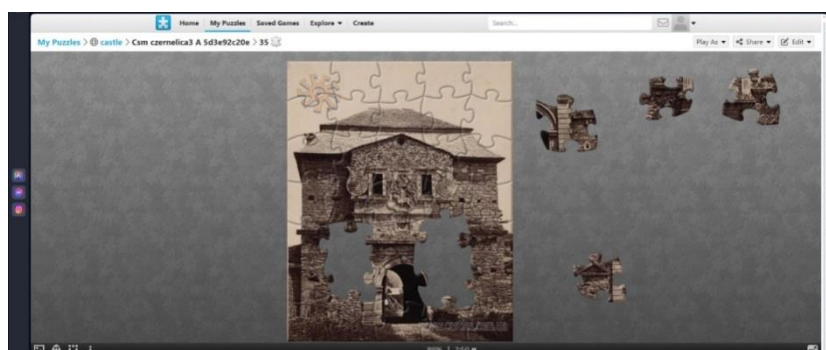 Home My Puzzles Saved Games Explore Create Search...
My Puzzles > castle > Csm czernelica3 A 5d3e92c20e > 35 Play As Share Edit